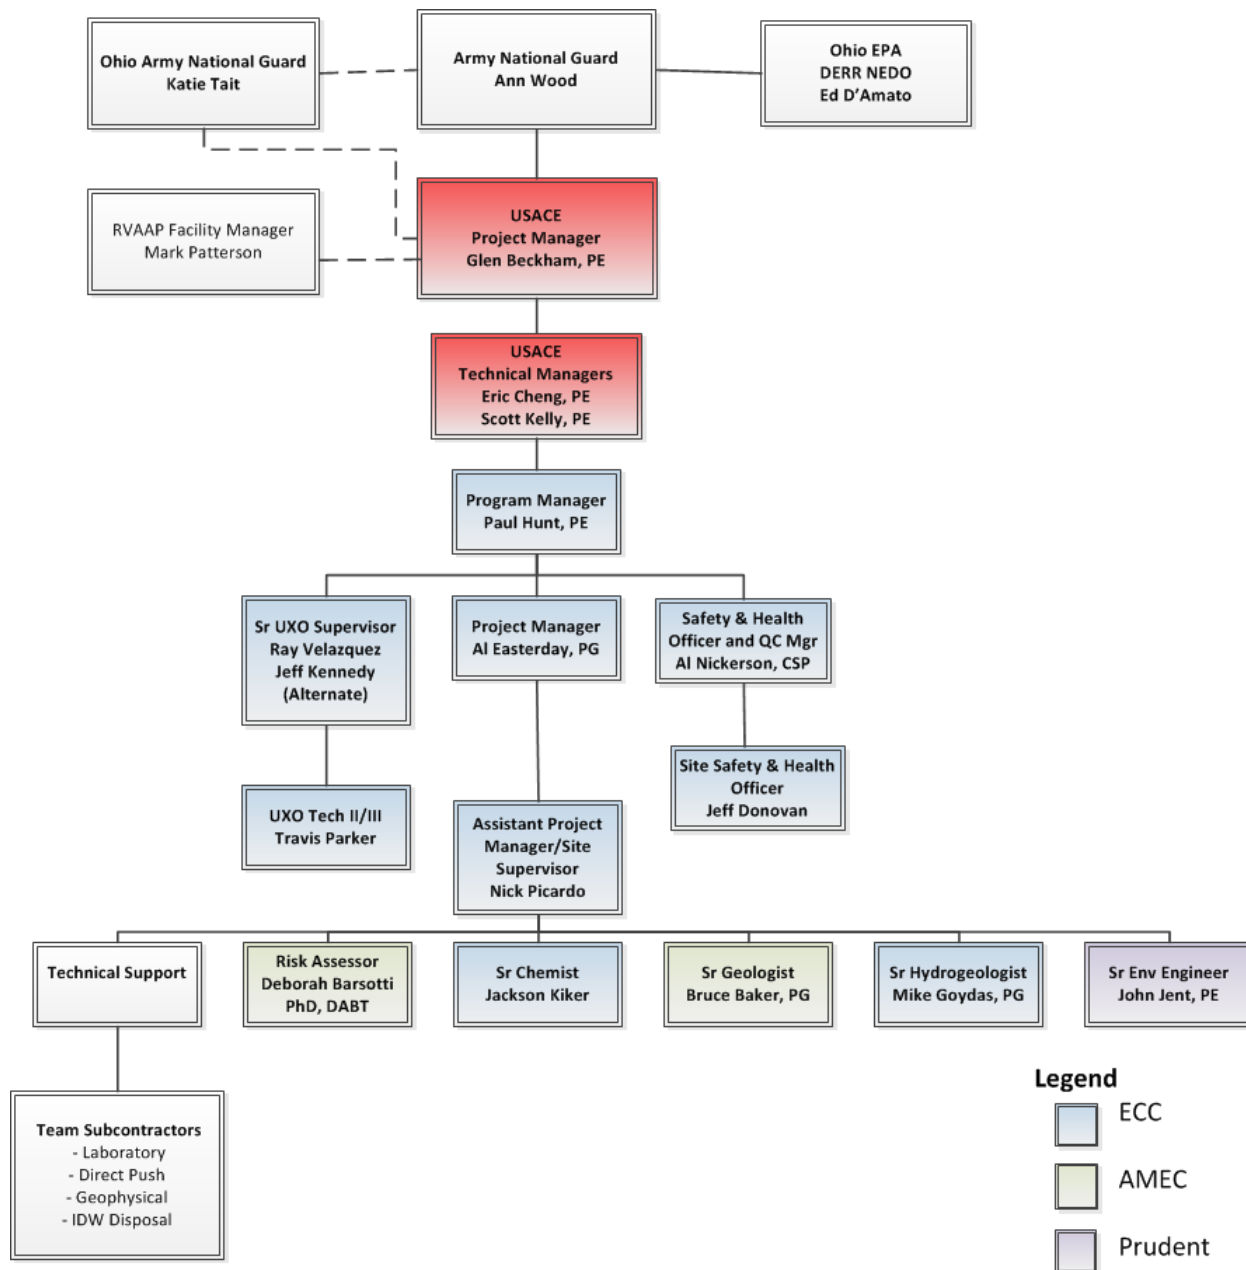 Ohio Army National Guard
Katie Tait
Army National Guard
Ann Wood
Ohio EPA
DERR NEDO
Ed D’Amato
RVAAP Facility Manager
Mark Patterson
USACE
Project Manager
Glen Beckham, PE
USACE
Technical Managers
Eric Cheng, PE
Scott Kelly, PE
Program Manager
Paul Hunt, PE
Sr UXO Supervisor
Ray Velazquez
Jeff Kennedy
(Alternate)
Project Manager
Al Easterday, PG
Safety & Health
Officer and QC Mgr
Al Nickerson, CSP
UXO Tech II/III
Travis Parker
Assistant Project
Manager/Site
Supervisor
Nick Picardo
Site Safety & Health
Officer
Jeff Donovan
Technical Support
Risk Assessor
Deborah Barsotti
PhD, DABT
Sr Chemist
Jackson Kiker
Sr Geologist
Bruce Baker, PG
Sr Hydrogeologist
Mike Goydas, PG
Sr Env Engineer
John Jent, PE
Team Subcontractors
- Laboratory
- Direct Push
- Geophysical
- IDW Disposal
Legend
ECC
AMEC
Prudent